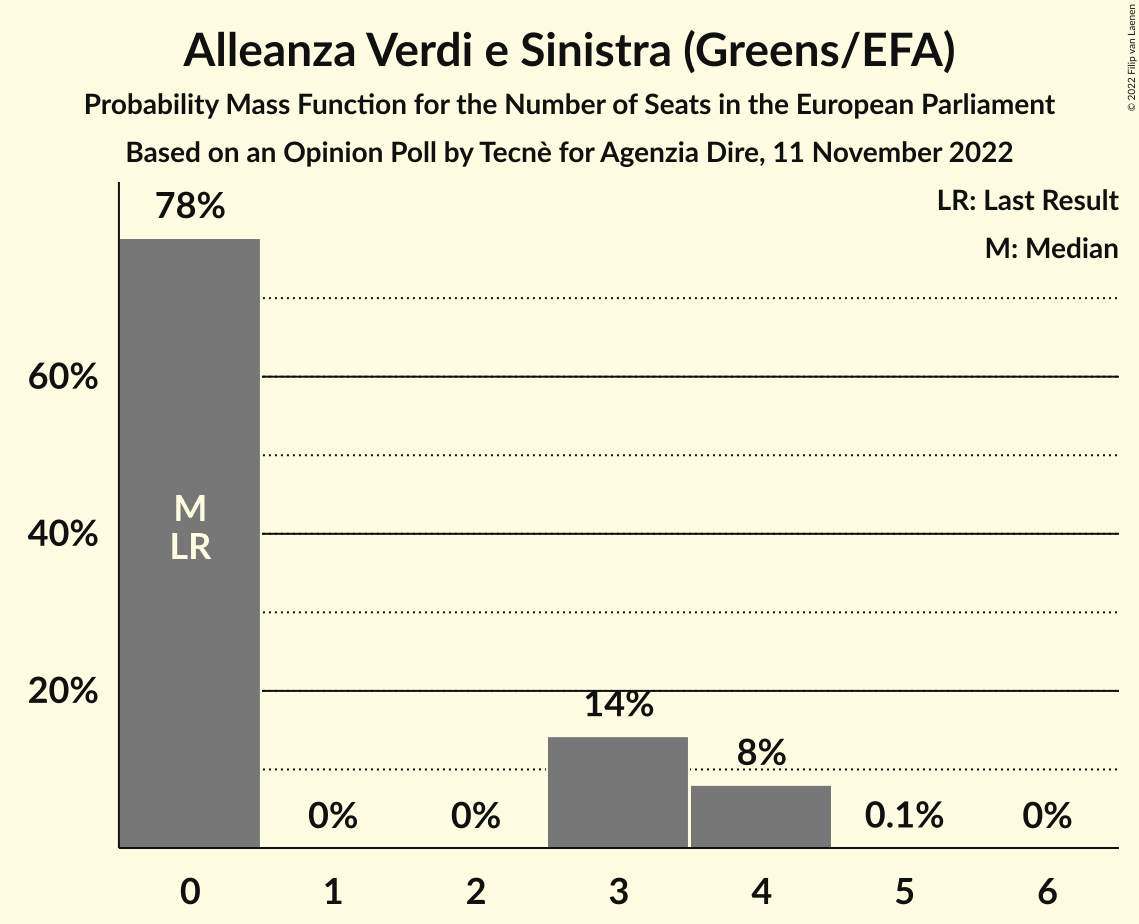 Alleanza Verdi e Sinistra (Greens/EFA)
Probability Mass Function for the Number of Seats in the European Parliament
Based on an Opinion Poll by Tecnè for Agenzia Dire, 11 November 2022
© 2022 Filip van Laenen
LR: Last Result
M: Median
78%
60%
40%
20%
M
LR
0%
0%
14%
8%
0.1%
0%
0 1 2 3 4 5 6